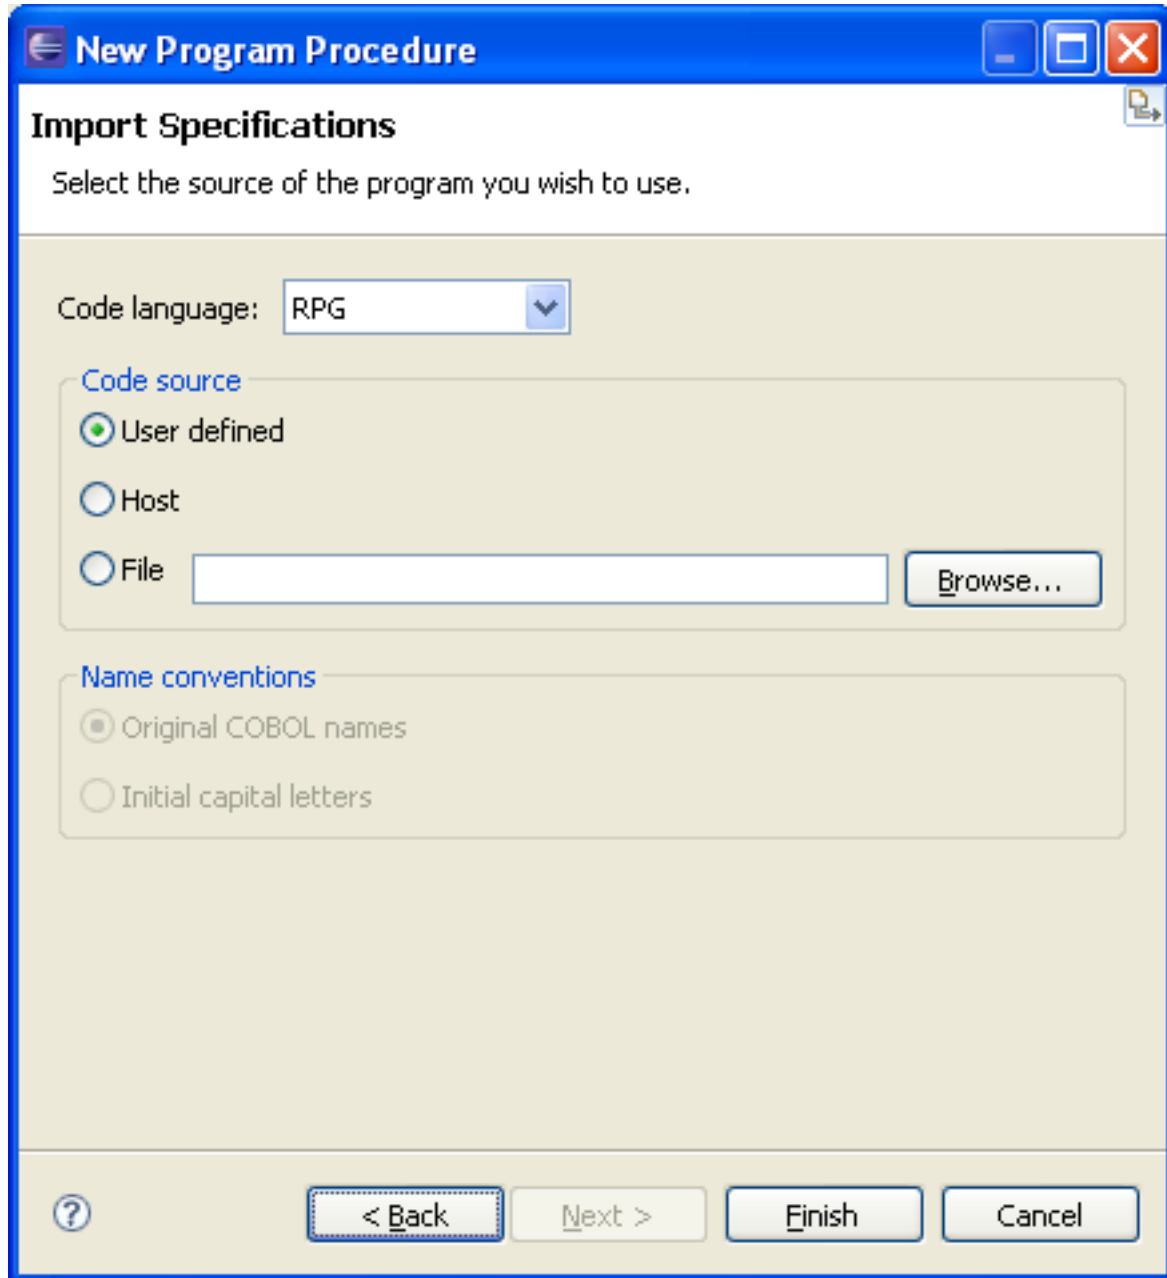 New Program Procedure
Import Specifications
Select the source of the program you wish to use.
Code language: RPG
Code source
User defined
Host
File Browse...
Name conventions
Original COBOL names
Initial capital letters
? < Back Next > Finish Cancel